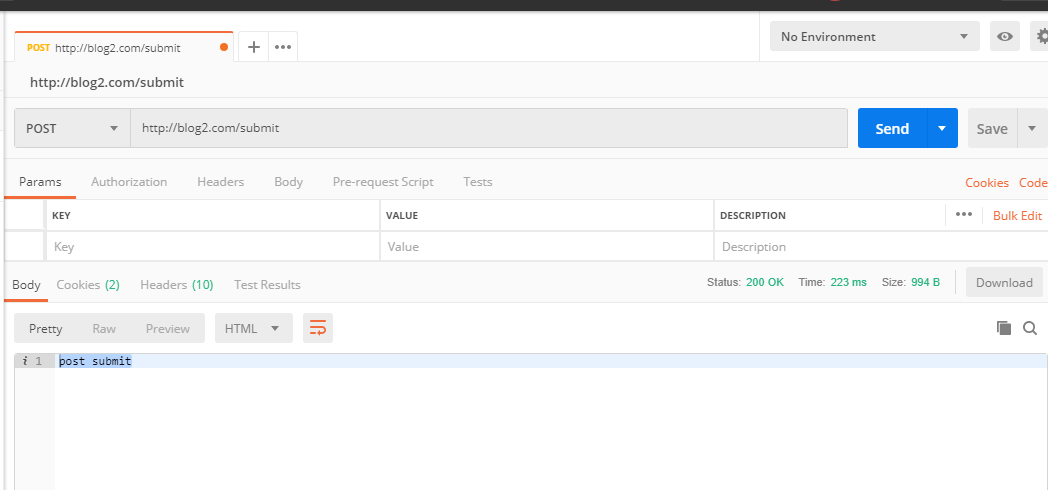 POST http://blog2.com/submit
No Environment
http://blog2.com/submit
POST http://blog2.com/submit Send Save
Params Authorization Headers Body Pre-request Script Tests Cookies Code
KEY VALUE DESCRIPTION ••• Bulk Edit
Key Value Description
Body Cookies (2) Headers (10) Test Results Status: 200 OK Time: 223 ms Size: 994 B Download
Pretty Raw Preview HTML
i 1 post submit